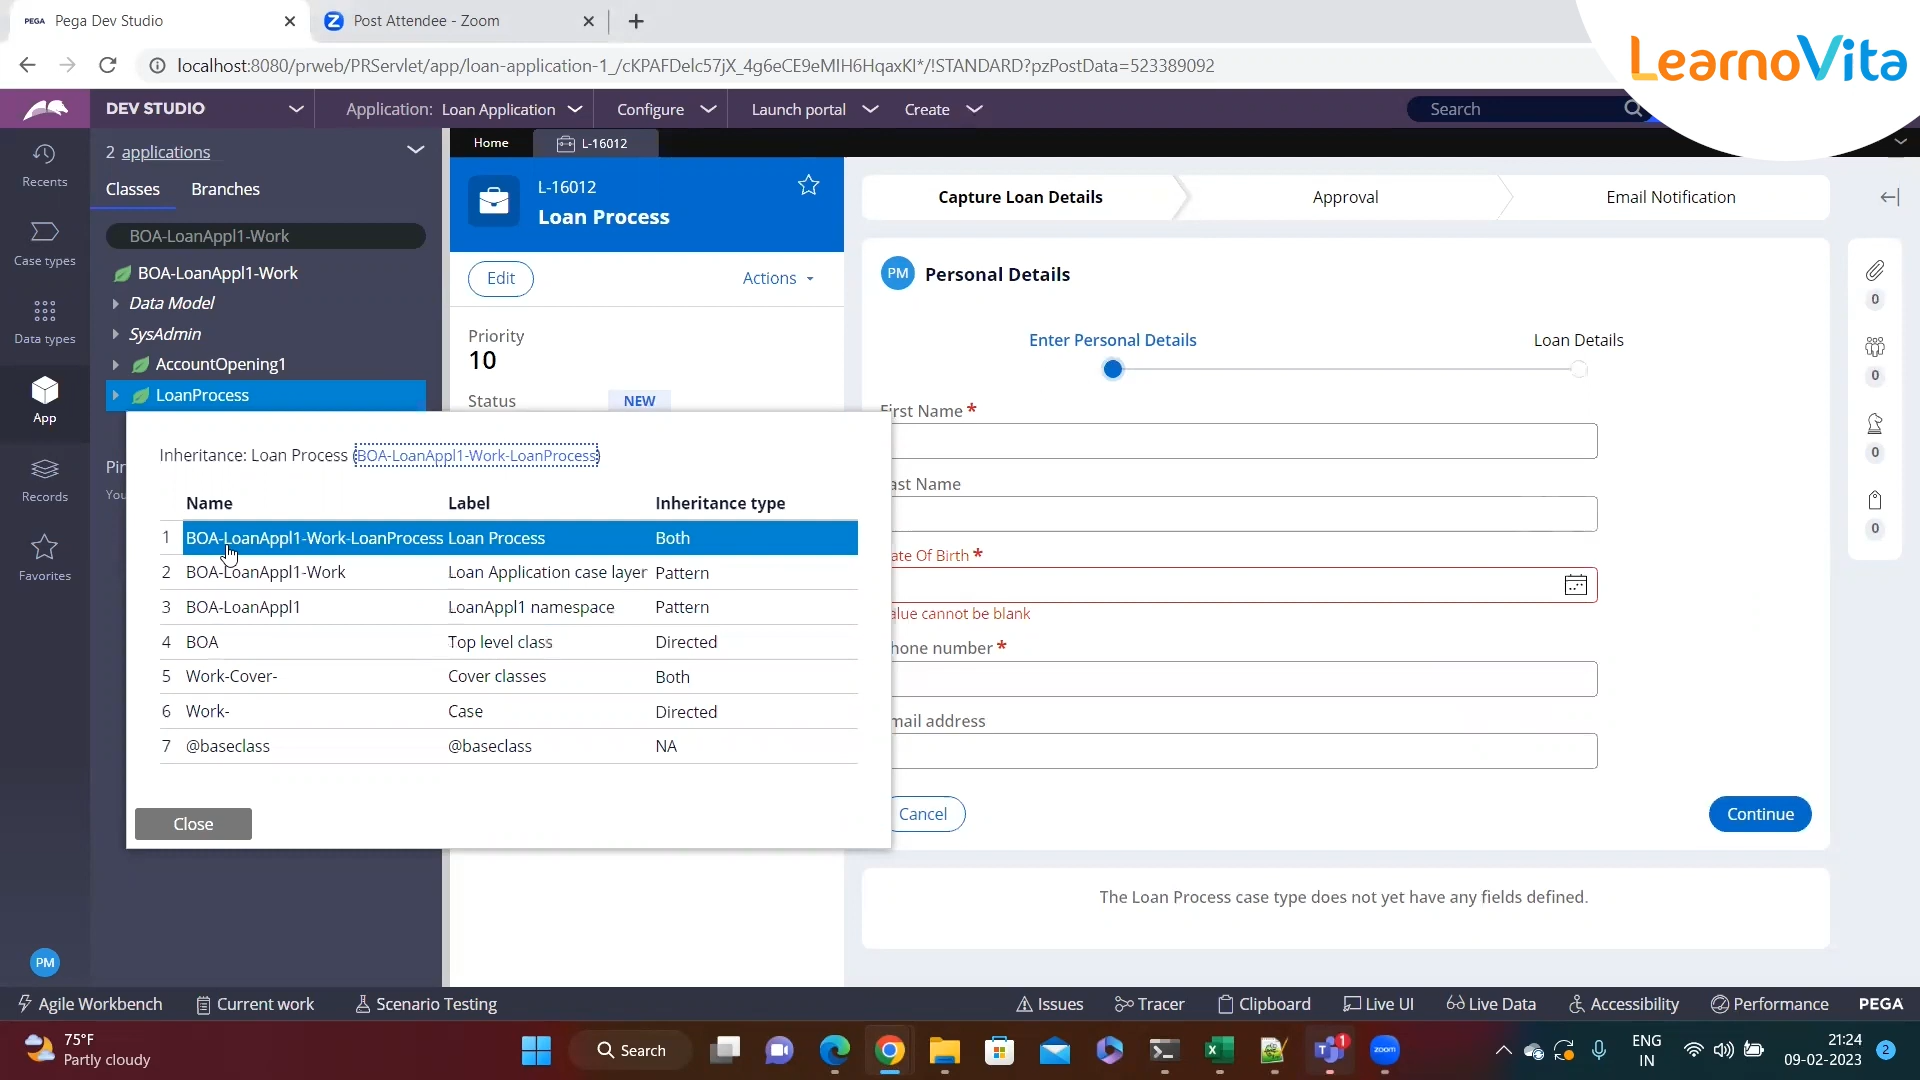 PEGA Pega Dev Studio
Post Attendee - Zoom
localhost:8080/prweb/PRServlet/app/loan-application-1_/cKPAFDelc57jX_4g6eCE9eMIH6HqaxKI*/!STANDARD?pzPostData=523389092
LearnoVita
DEV STUDIO
Application: Loan Application
Configure
Launch portal
Create
Search
Recents
Case types
Data types
App
Records
Favorites
PM
2 applications
Classes
Branches
BOA-LoanAppl1-Work
BOA-LoanAppl1-Work
Data Model
SysAdmin
AccountOpening1
LoanProcess
Pin
You
Home
L-16012
L-16012
Loan Process
Edit
Actions
Priority
10
Status
NEW
Inheritance: Loan Process (BOA-LoanAppl1-Work-LoanProcess)
Name Label Inheritance type
1 BOA-LoanAppl1-Work-LoanProcess Loan Process Both
2 BOA-LoanAppl1-Work Loan Application case layer Pattern
3 BOA-LoanAppl1 LoanAppl1 namespace Pattern
4 BOA Top level class Directed
5 Work-Cover- Cover classes Both
6 Work- Case Directed
7 @baseclass @baseclass NA
Close
Capture Loan Details
Approval
Email Notification
PM Personal Details
Enter Personal Details
Loan Details
First Name *
ast Name
ate Of Birth *
alue cannot be blank
hone number *
mail address
Cancel
Continue
The Loan Process case type does not yet have any fields defined.
0
0
0
0
Agile Workbench
Current work
Scenario Testing
Issues
Tracer
Clipboard
Live UI
Live Data
Accessibility
Performance
PEGA
75°F
Partly cloudy
Search
1
zoom
ENG
IN
21:24
09-02-2023
2